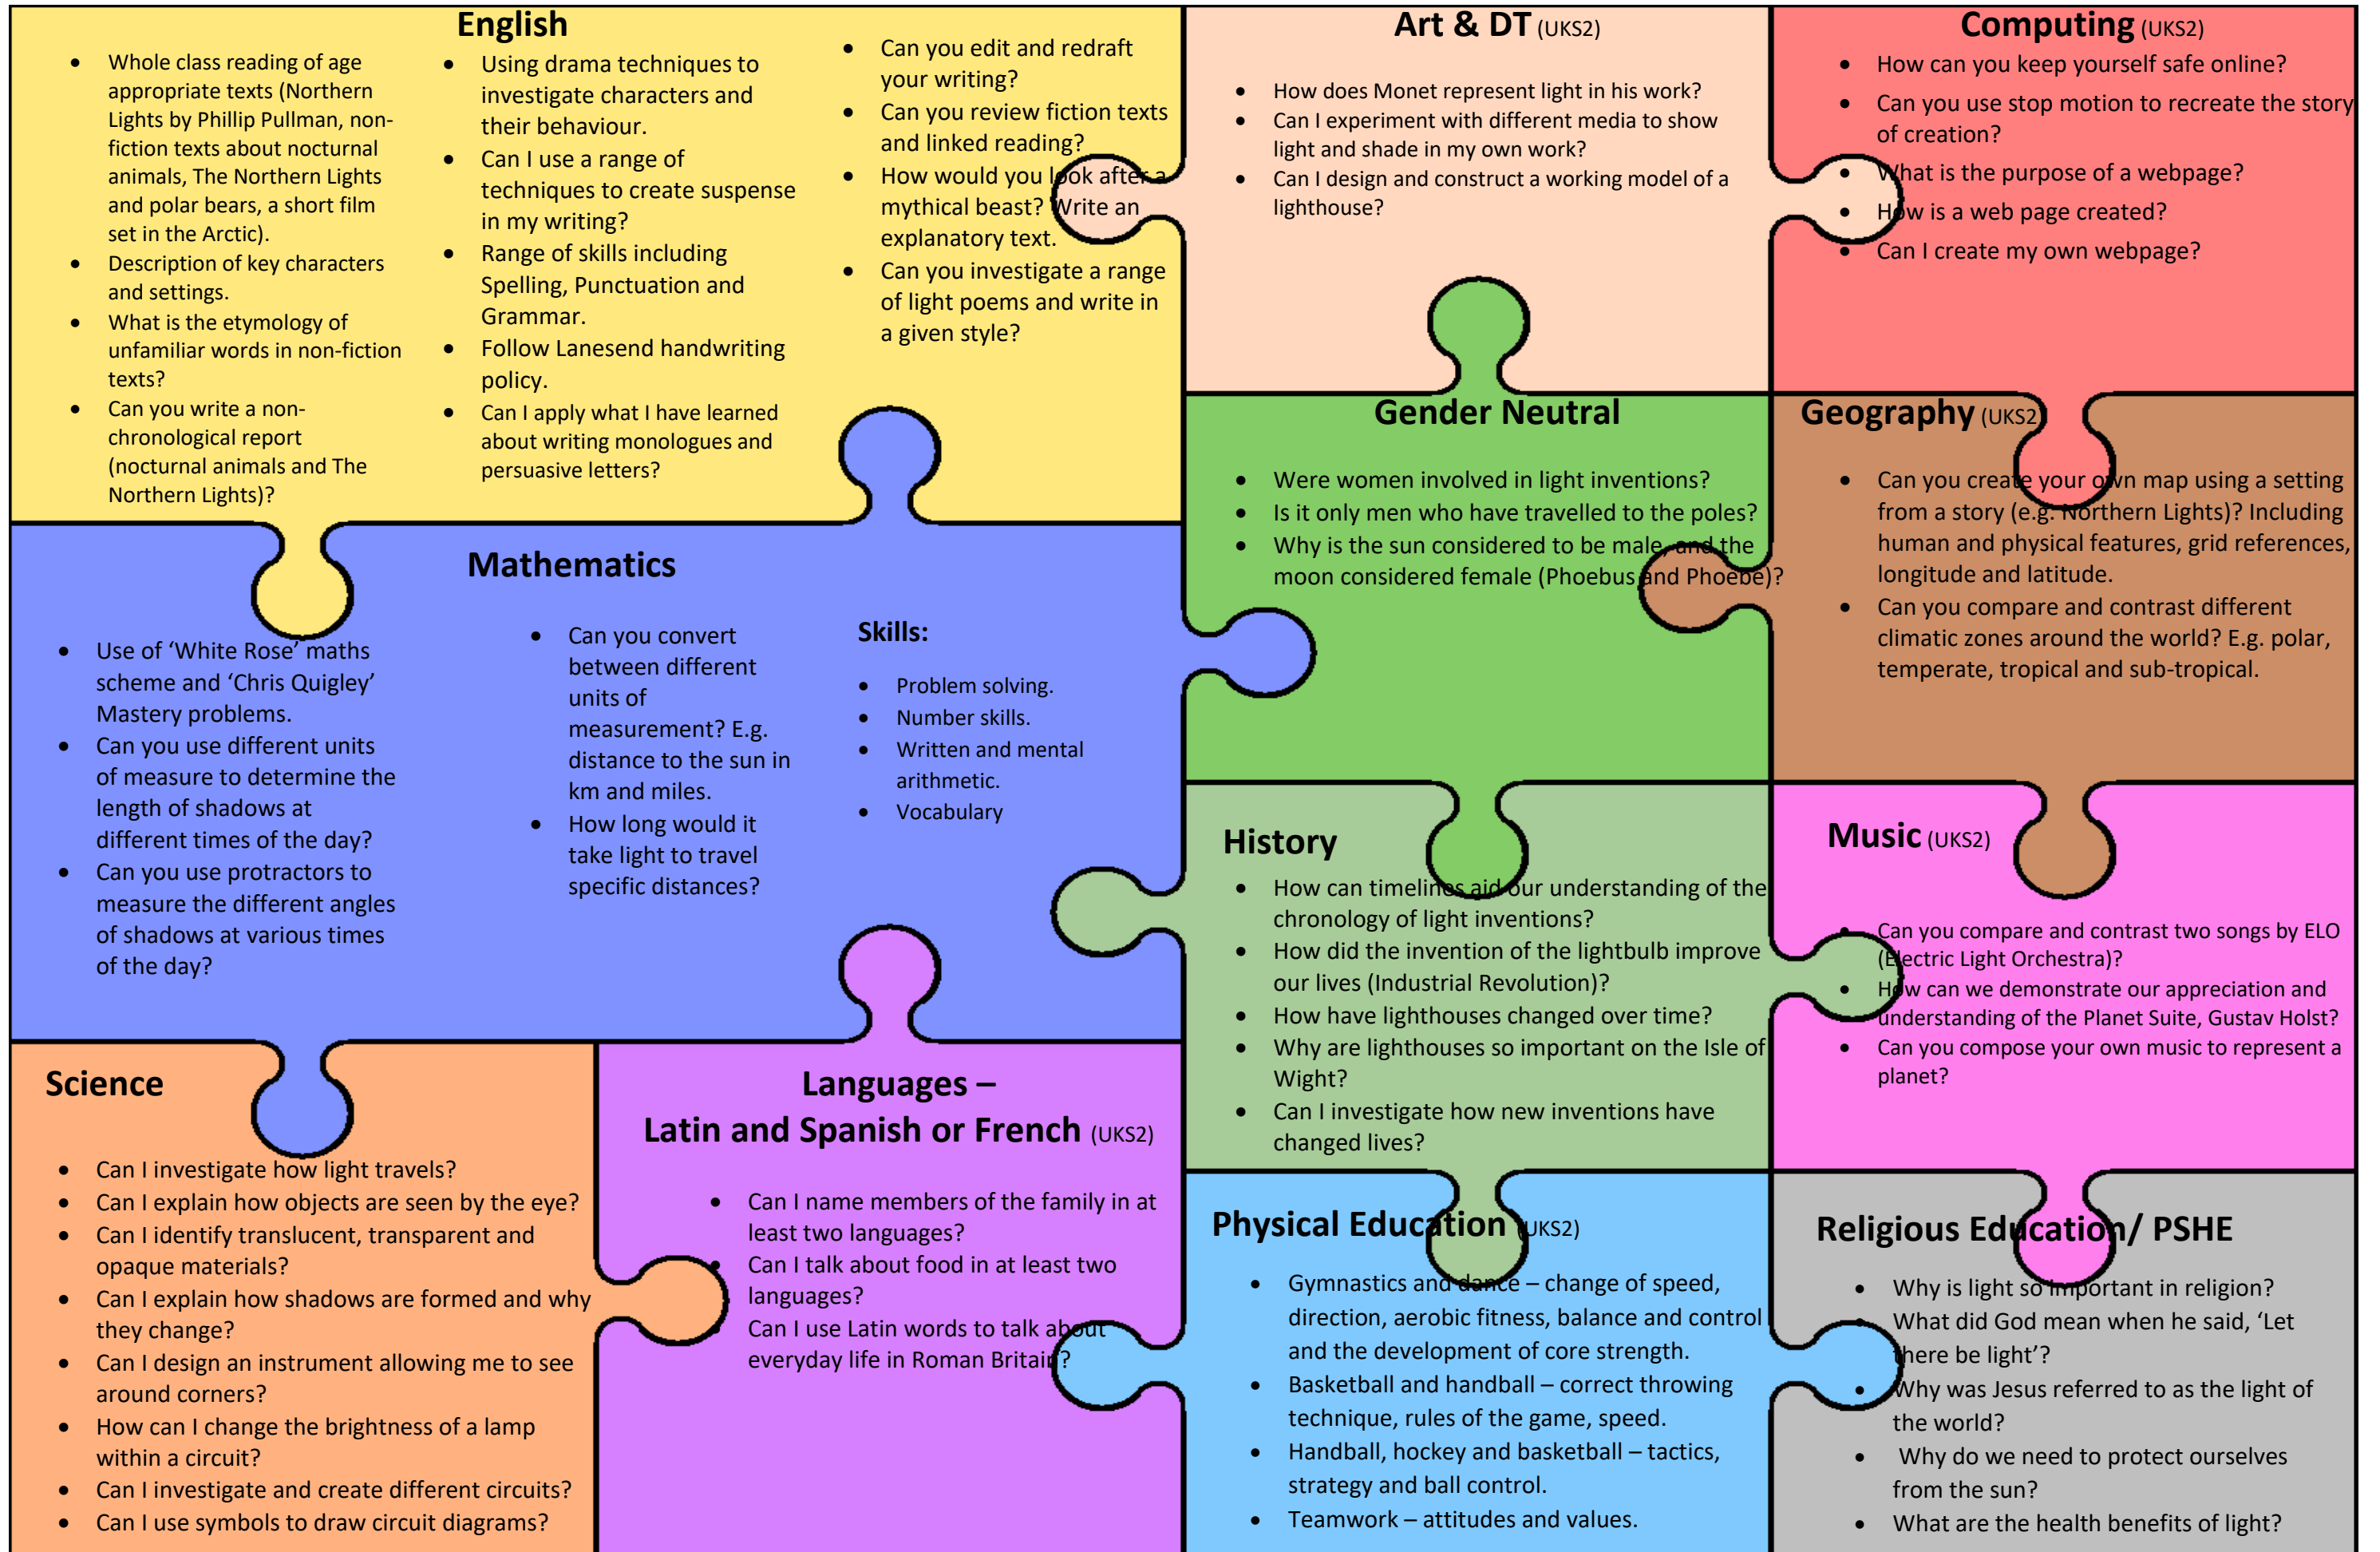 English
• Whole class reading of age
appropriate texts (Northern
Lights by Phillip Pullman, non-
fiction texts about nocturnal
animals, The Northern Lights
and polar bears, a short film
set in the Arctic).
• Description of key characters
and settings.
• What is the etymology of
unfamiliar words in non-fiction
texts?
• Can you write a non-
chronological report
(nocturnal animals and The
Northern Lights)?
• Using drama techniques to
investigate characters and
their behaviour.
• Can I use a range of
techniques to create suspense
in my writing?
• Range of skills including
Spelling, Punctuation and
Grammar.
• Follow Lanesend handwriting
policy.
• Can I apply what I have learned
about writing monologues and
persuasive letters?
• Can you edit and redraft
your writing?
• Can you review fiction texts
and linked reading?
• How would you look after a
mythical beast? Write an
explanatory text.
• Can you investigate a range
of light poems and write in
a given style?
Art & DT (UKS2)
• How does Monet represent light in his work?
• Can I experiment with different media to show
light and shade in my own work?
• Can I design and construct a working model of a
lighthouse?
Computing (UKS2)
• How can you keep yourself safe online?
• Can you use stop motion to recreate the story
of creation?
• What is the purpose of a webpage?
• How is a web page created?
• Can I create my own webpage?
Gender Neutral
• Were women involved in light inventions?
• Is it only men who have travelled to the poles?
• Why is the sun considered to be male, and the
moon considered female (Phoebus and Phoebe)?
Geography (UKS2)
• Can you create your own map using a setting
from a story (e.g. Northern Lights)? Including
human and physical features, grid references,
longitude and latitude.
• Can you compare and contrast different
climatic zones around the world? E.g. polar,
temperate, tropical and sub-tropical.
Mathematics
• Use of ‘White Rose’ maths
scheme and ‘Chris Quigley’
Mastery problems.
• Can you use different units
of measure to determine the
length of shadows at
different times of the day?
• Can you use protractors to
measure the different angles
of shadows at various times
of the day?
• Can you convert
between different
units of
measurement? E.g.
distance to the sun in
km and miles.
• How long would it
take light to travel
specific distances?
Skills:
• Problem solving.
• Number skills.
• Written and mental
arithmetic.
• Vocabulary
History
• How can timelines aid our understanding of the
chronology of light inventions?
• How did the invention of the lightbulb improve
our lives (Industrial Revolution)?
• How have lighthouses changed over time?
• Why are lighthouses so important on the Isle of
Wight?
• Can I investigate how new inventions have
changed lives?
Music (UKS2)
• Can you compare and contrast two songs by ELO
(Electric Light Orchestra)?
• How can we demonstrate our appreciation and
understanding of the Planet Suite, Gustav Holst?
• Can you compose your own music to represent a
planet?
Science
• Can I investigate how light travels?
• Can I explain how objects are seen by the eye?
• Can I identify translucent, transparent and
opaque materials?
• Can I explain how shadows are formed and why
they change?
• Can I design an instrument allowing me to see
around corners?
• How can I change the brightness of a lamp
within a circuit?
• Can I investigate and create different circuits?
• Can I use symbols to draw circuit diagrams?
Languages –
Latin and Spanish or French (UKS2)
• Can I name members of the family in at
least two languages?
• Can I talk about food in at least two
languages?
• Can I use Latin words to talk about
everyday life in Roman Britain?
Physical Education (UKS2)
• Gymnastics and dance – change of speed,
direction, aerobic fitness, balance and control
and the development of core strength.
• Basketball and handball – correct throwing
technique, rules of the game, speed.
• Handball, hockey and basketball – tactics,
strategy and ball control.
• Teamwork – attitudes and values.
Religious Education/ PSHE
• Why is light so important in religion?
• What did God mean when he said, ‘Let
there be light’?
• Why was Jesus referred to as the light of
the world?
• Why do we need to protect ourselves
from the sun?
• What are the health benefits of light?